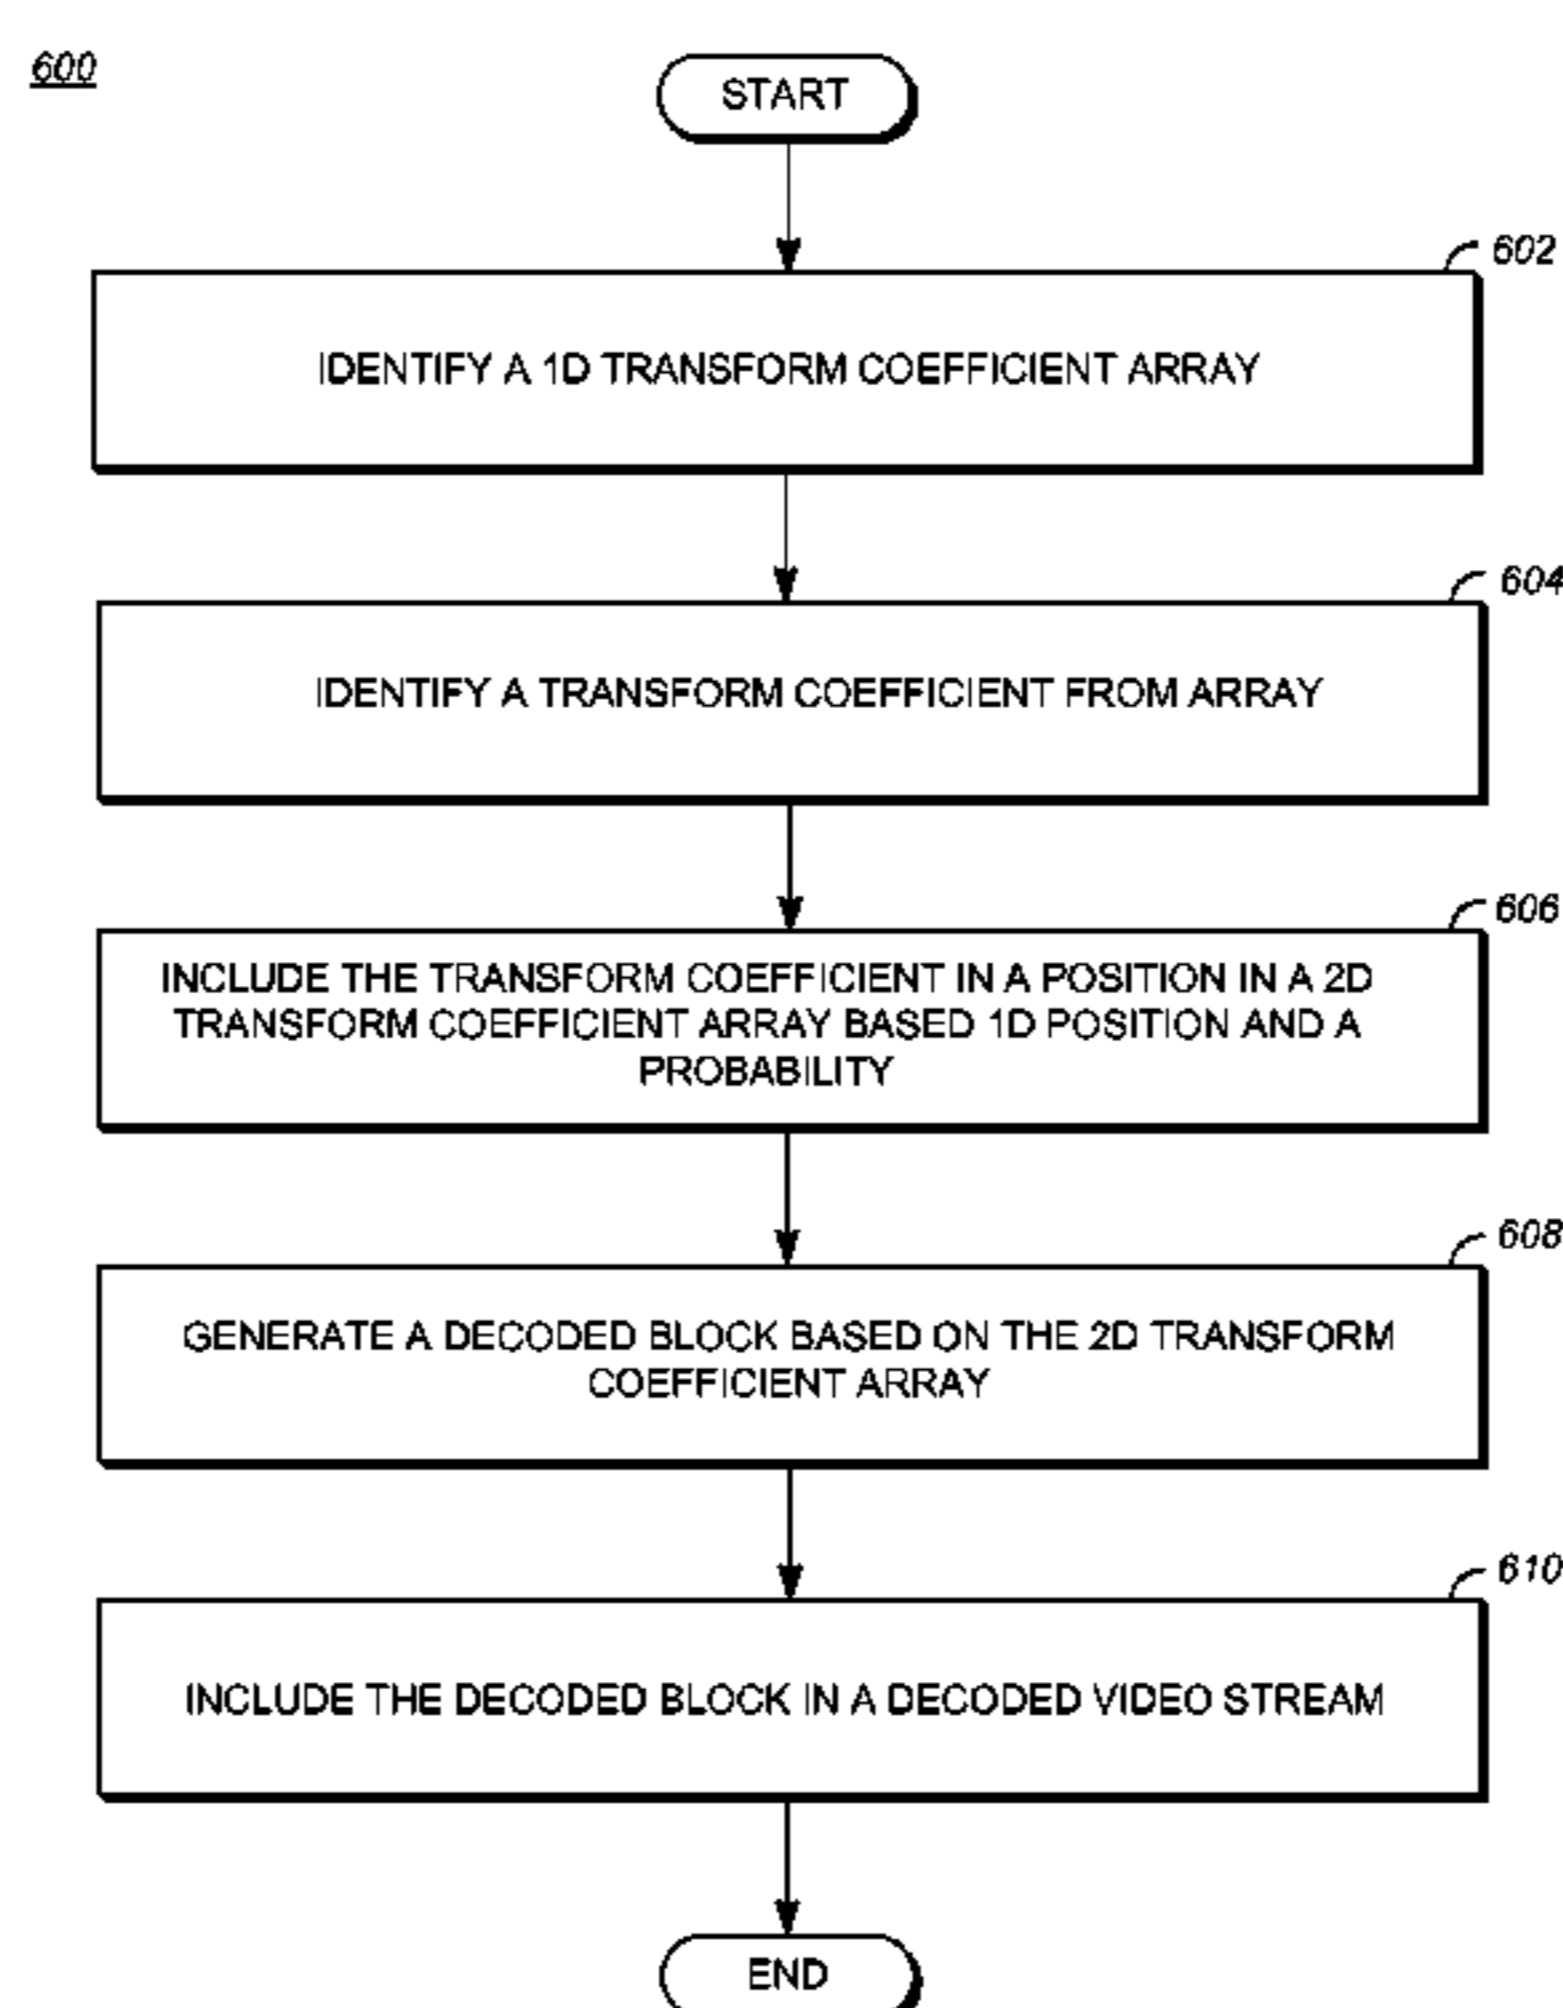 600
START
602
IDENTIFY A 1D TRANSFORM COEFFICIENT ARRAY
604
IDENTIFY A TRANSFORM COEFFICIENT FROM ARRAY
606
INCLUDE THE TRANSFORM COEFFICIENT IN A POSITION IN A 2D
TRANSFORM COEFFICIENT ARRAY BASED 1D POSITION AND A
PROBABILITY
608
GENERATE A DECODED BLOCK BASED ON THE 2D TRANSFORM
COEFFICIENT ARRAY
610
INCLUDE THE DECODED BLOCK IN A DECODED VIDEO STREAM
END